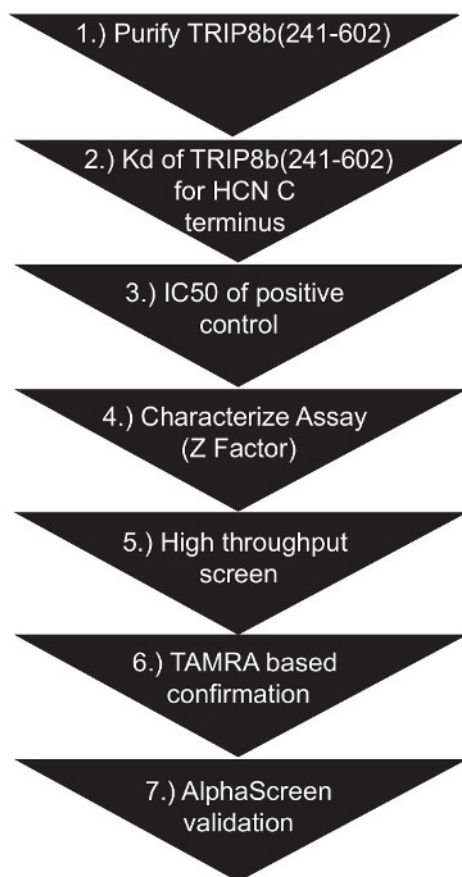 1.) Purify TRIP8b(241-602)
2.) Kd of TRIP8b(241-602)
for HCN C
terminus
3.) IC50 of positive
control
4.) Characterize Assay
(Z Factor)
5.) High throughput
screen
6.) TAMRA based
confirmation
7.) AlphaScreen
validation